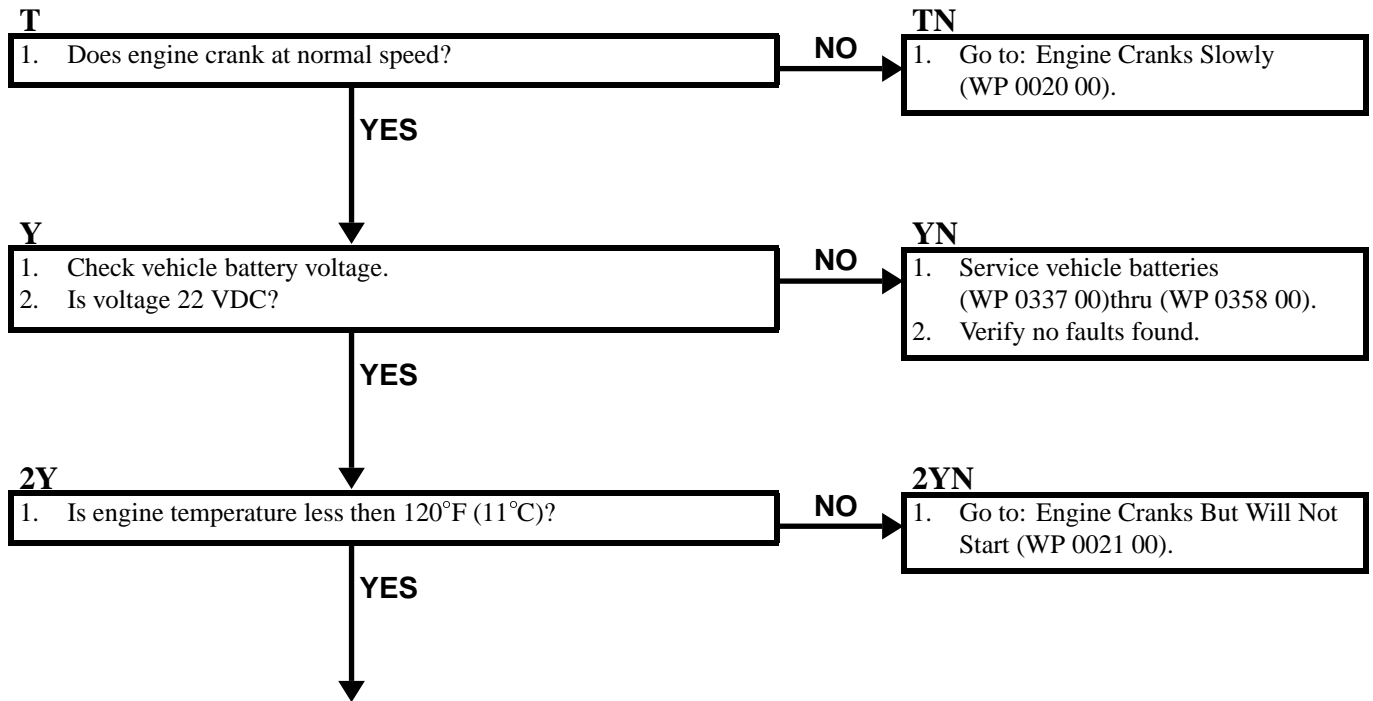 T
1. Does engine crank at normal speed?
NO
TN
1. Go to: Engine Cranks Slowly
(WP 0020 00).
YES
Y
1. Check vehicle battery voltage.
2. Is voltage 22 VDC?
NO
YN
1. Service vehicle batteries
(WP 0337 00)thru (WP 0358 00).
2. Verify no faults found.
YES
2Y
1. Is engine temperature less then 120°F (11°C)?
NO
2YN
1. Go to: Engine Cranks But Will Not
Start (WP 0021 00).
YES